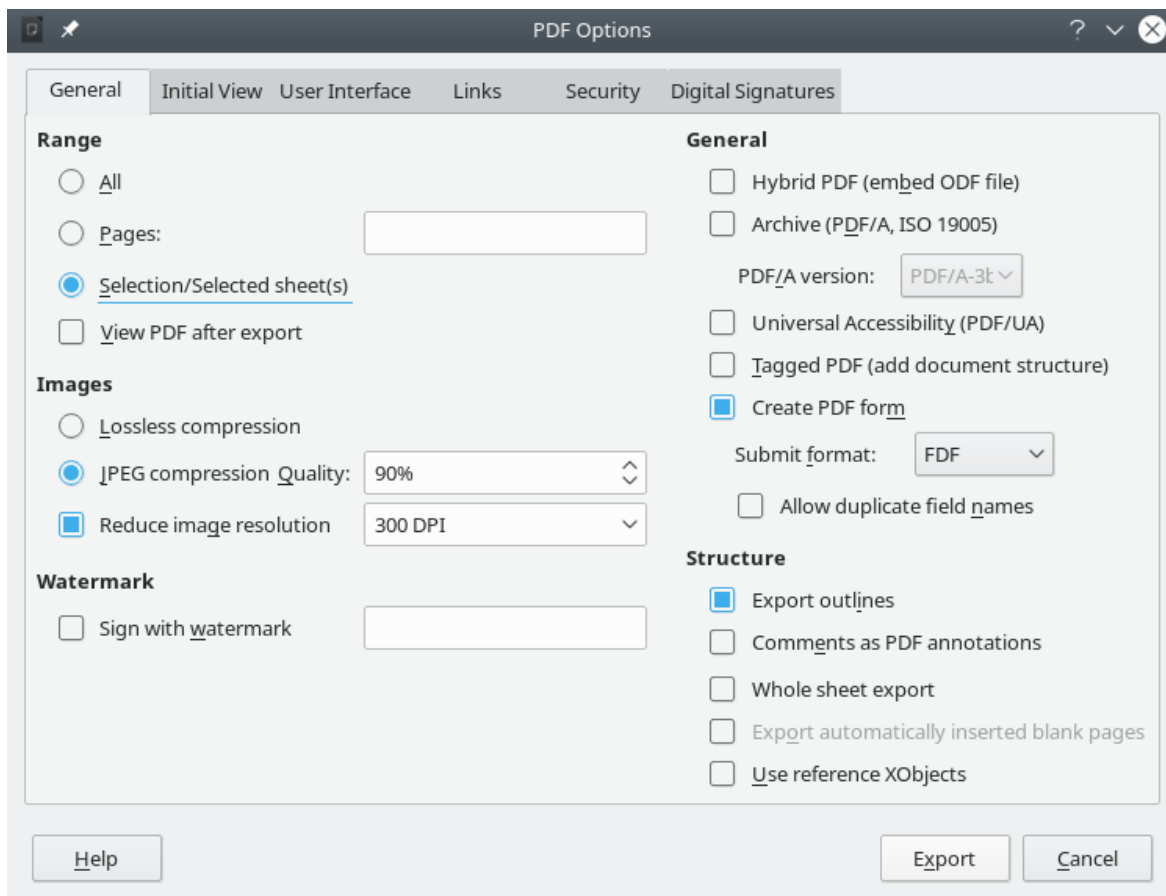 PDF Options
General Initial View User Interface Links Security Digital Signatures
Range
All
Pages:
Selection/Selected sheet(s)
View PDF after export
Images
Lossless compression
JPEG compression Quality: 90%
Reduce image resolution 300 DPI
Watermark
Sign with watermark
General
Hybrid PDF (embed ODF file)
Archive (PDF/A, ISO 19005)
PDF/A version: PDF/A-3b
Universal Accessibility (PDF/UA)
Tagged PDF (add document structure)
Create PDF form
Submit format: FDF
Allow duplicate field names
Structure
Export outlines
Comments as PDF annotations
Whole sheet export
Export automatically inserted blank pages
Use reference XObjects
Help Export Cancel